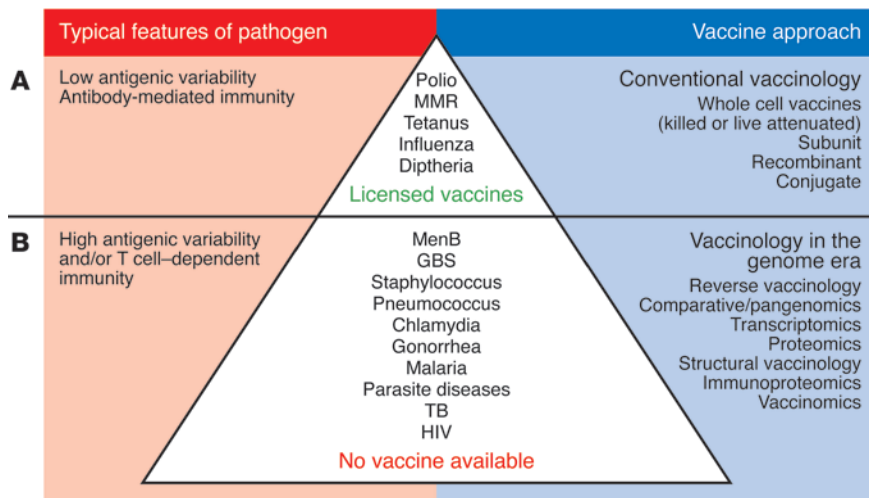 Typical features of pathogen
Vaccine approach
A
Low antigenic variability
Antibody-mediated immunity
Polio
MMR
Tetanus
Influenza
Diptheria
Licensed vaccines
Conventional vaccinology
Whole cell vaccines
(killed or live attenuated)
Subunit
Recombinant
Conjugate
B
High antigenic variability
and/or T cell–dependent
immunity
MenB
GBS
Staphylococcus
Pneumococcus
Chlamydia
Gonorrhea
Malaria
Parasite diseases
TB
HIV
No vaccine available
Vaccinology in the
genome era
Reverse vaccinology
Comparative/pangenomics
Transcriptomics
Proteomics
Structural vaccinology
Immunoproteomics
Vaccinomics